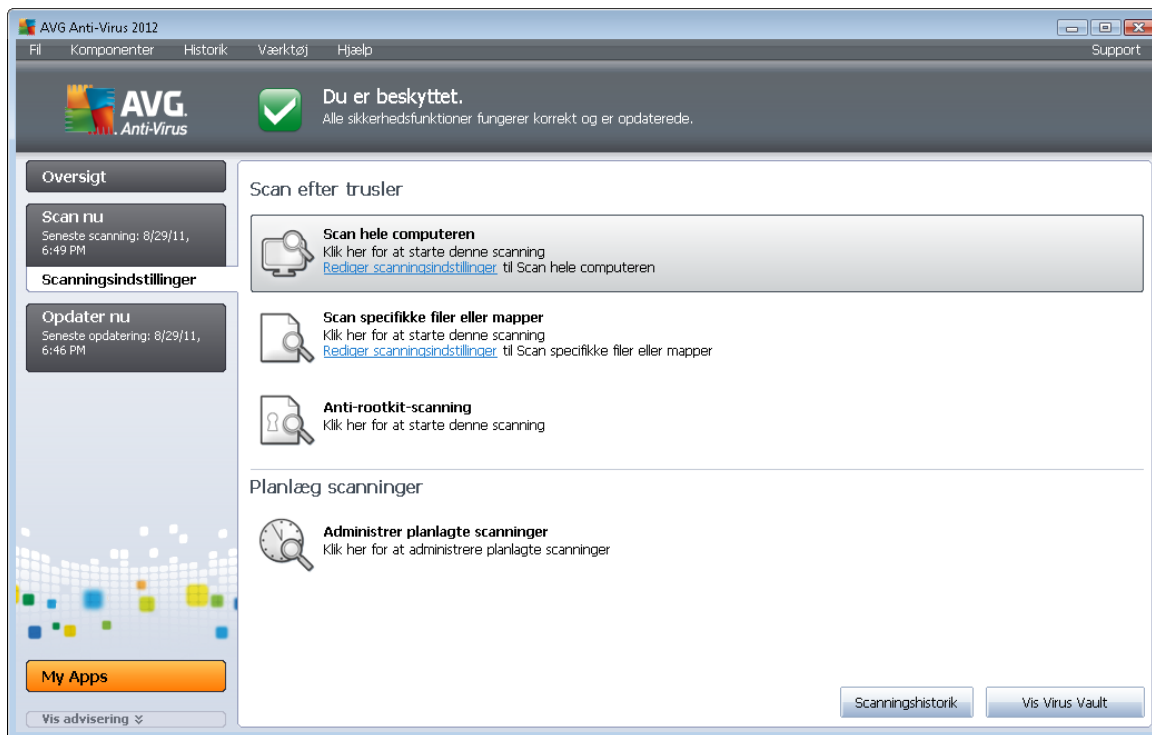 AVG Anti-Virus 2012
Fil Komponenter Historik Værktøj Hjælp Support
AVG.
Anti-Virus
Du er beskyttet.
Alle sikkerhedsfunktioner fungerer korrekt og er opdaterede.
Oversigt
Scan nu
Seneste scanning: 8/29/11,
6:49 PM
Scanningsindstillinger
Opdater nu
Seneste opdatering: 8/29/11,
6:46 PM
My Apps
Vis advisering
Scan efter trusler
Scan hele computeren
Klik her for at starte denne scanning
Rediger scanningsindstillinger til Scan hele computeren
Scan specifikke filer eller mapper
Klik her for at starte denne scanning
Rediger scanningsindstillinger til Scan specifikke filer eller mapper
Anti-rootkit-scanning
Klik her for at starte denne scanning
Planlæg scanninger
Administrer planlagte scanninger
Klik her for at administrere planlagte scanninger
Scanningshistorik
Vis Virus Vault